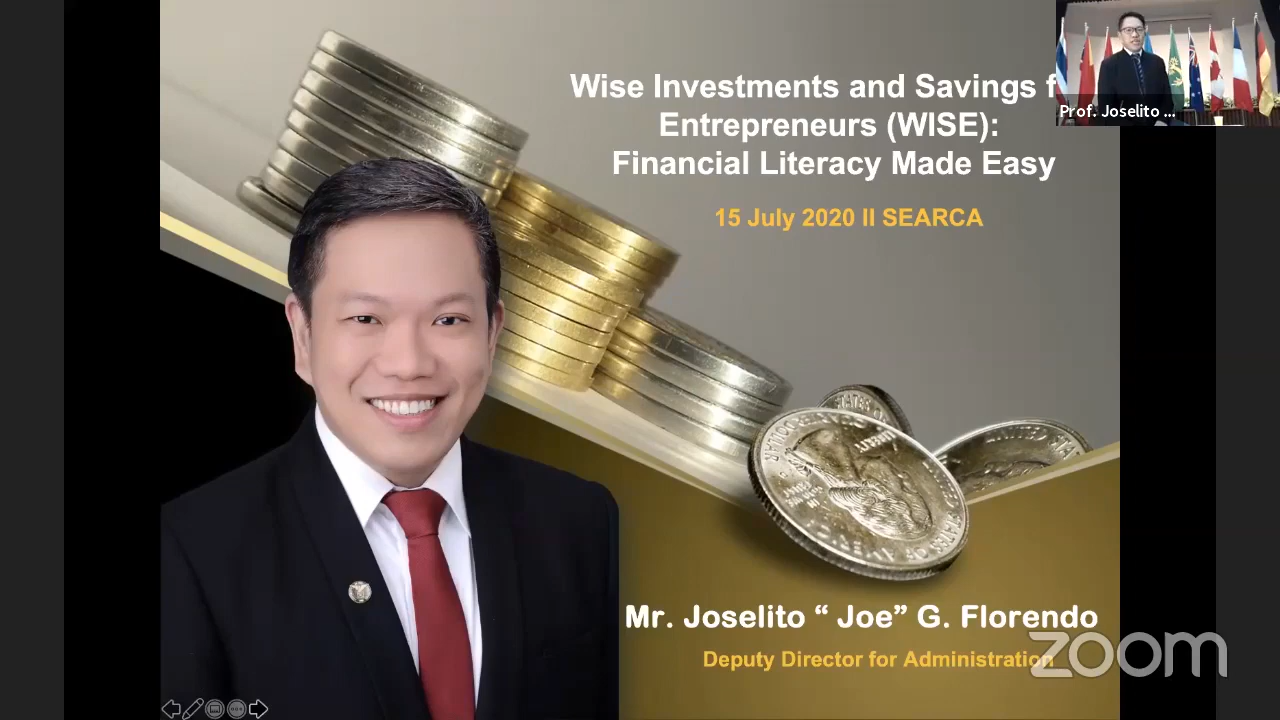 Wise Investments and Savings f
Entrepreneurs (WISE):
Financial Literacy Made Easy
15 July 2020 II SEARCA
Prof. Joselito ...
Mr. Joselito “ Joe” G. Florendo
Deputy Director for Administration
zoom